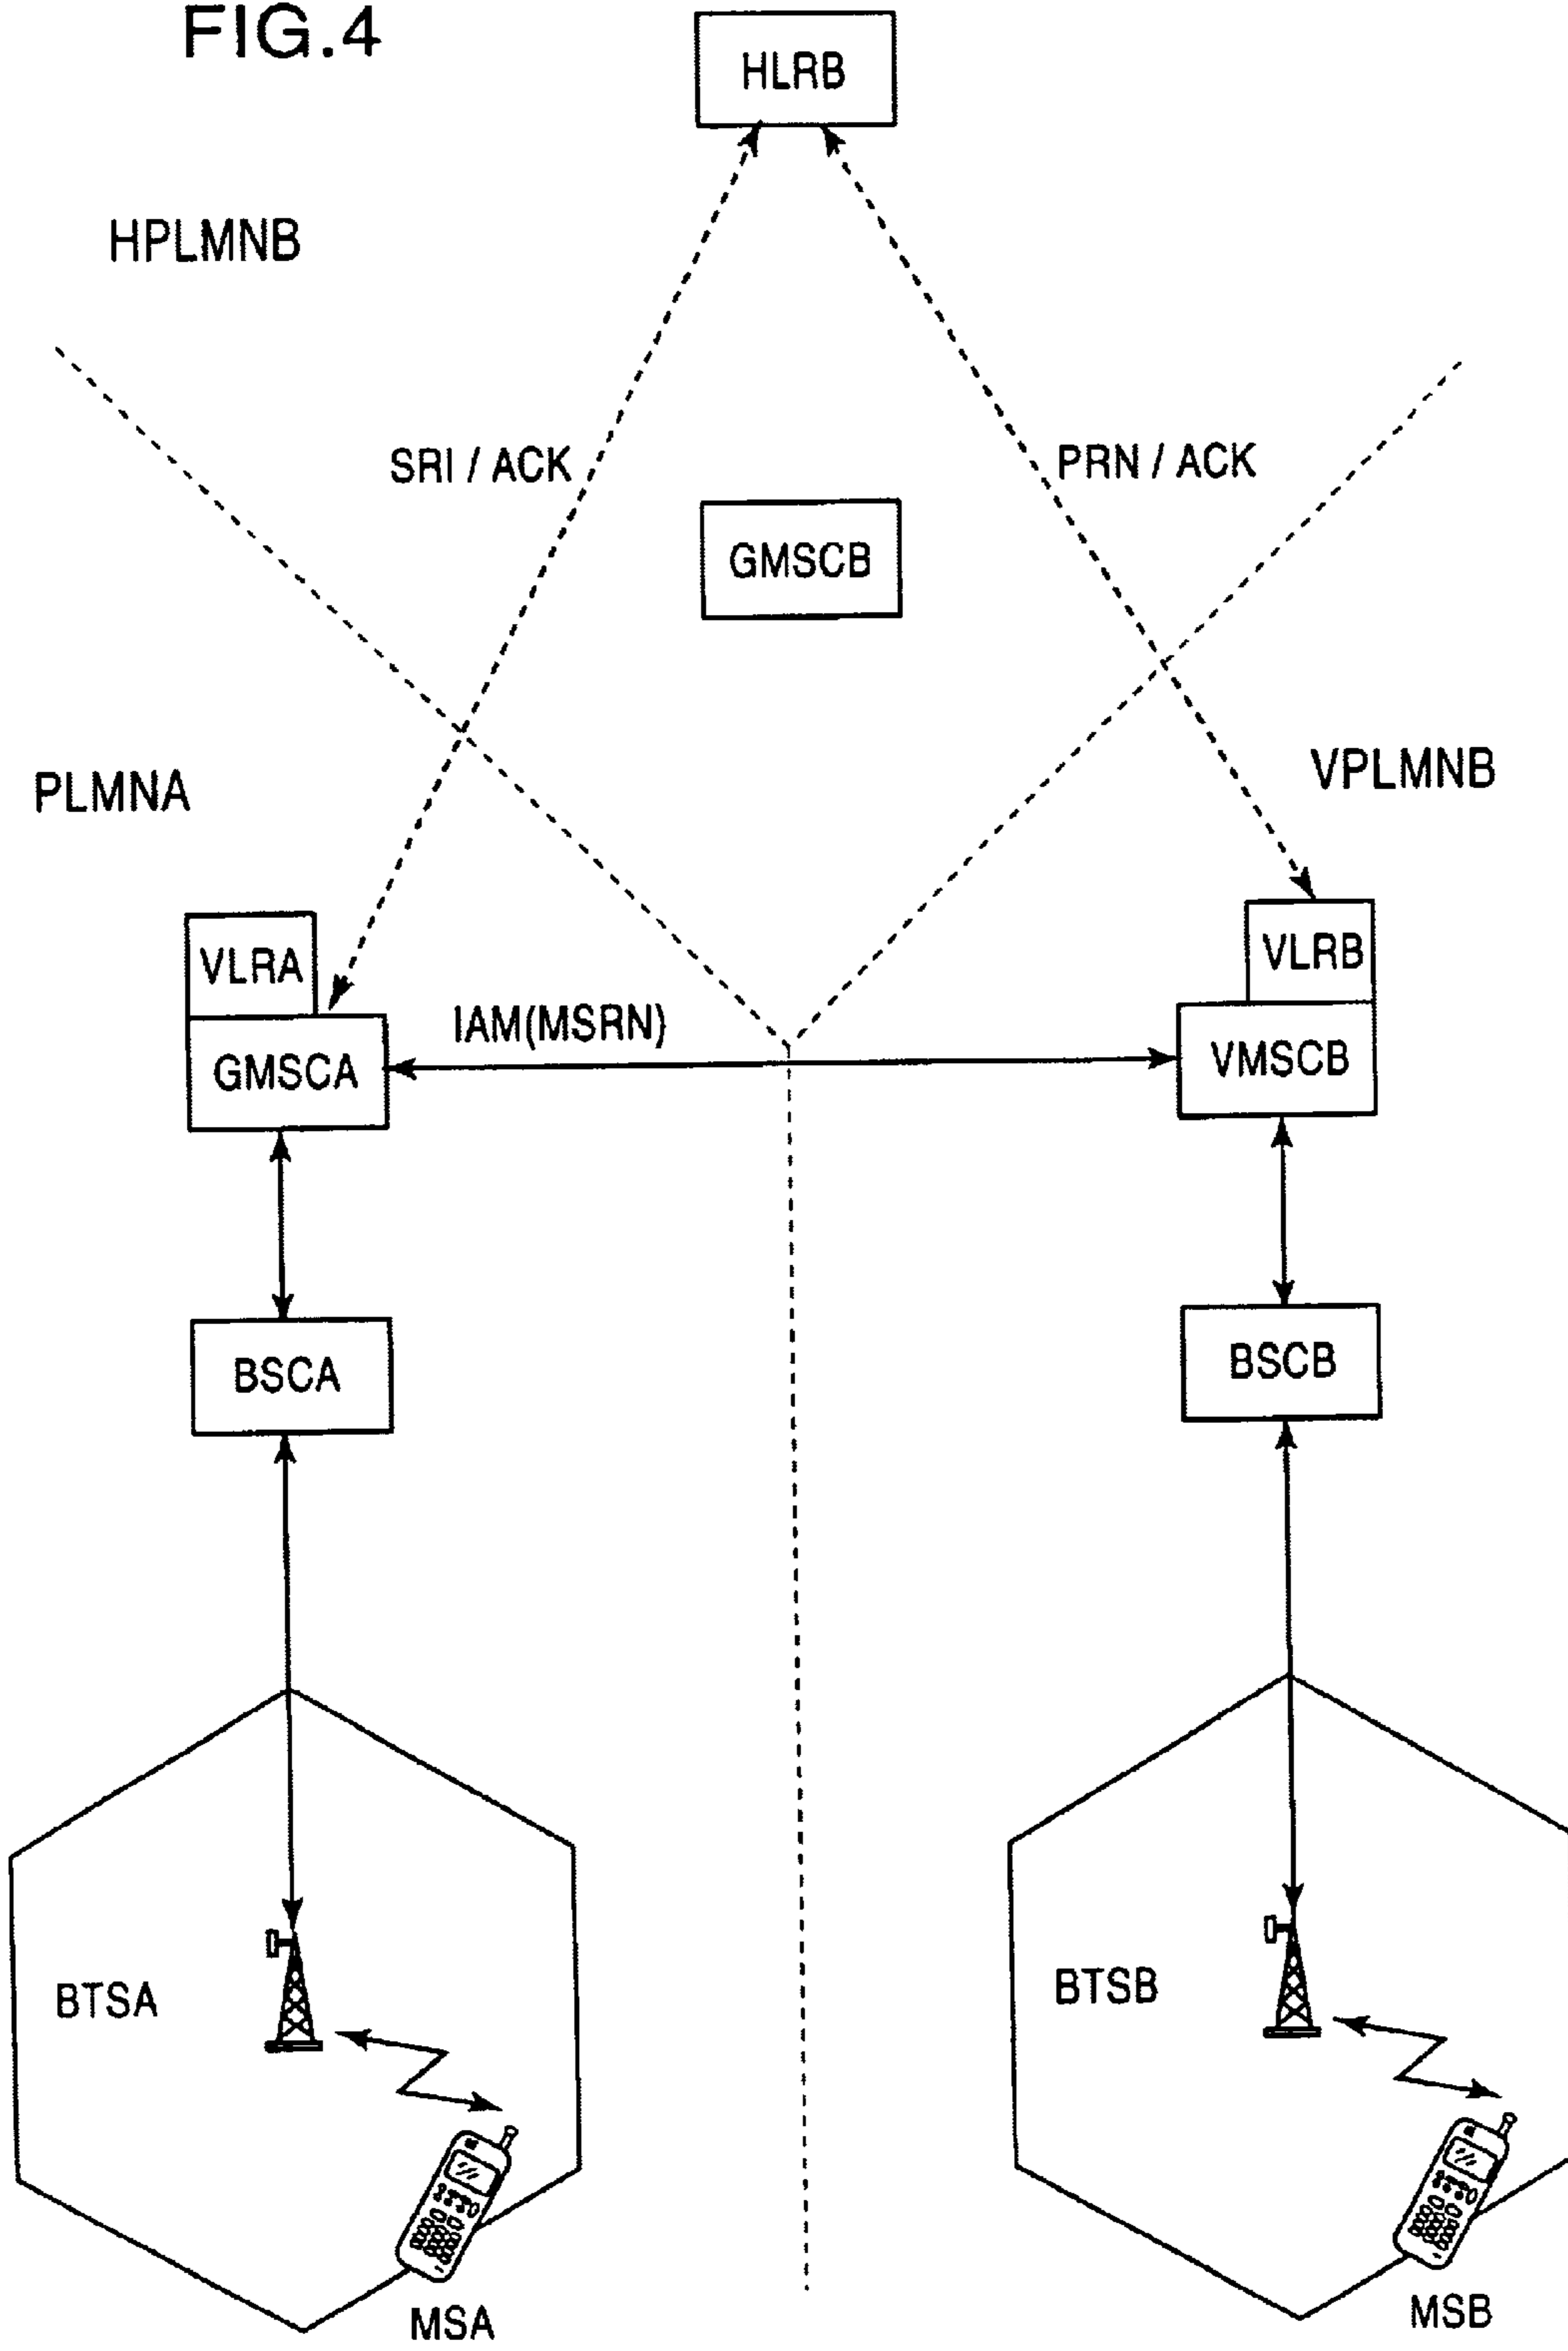 FIG.4
HLRB
HPLMNB
SRI / ACK
PRN / ACK
GMSCB
PLMNA
VPLMNB
VLRA
VLRB
IAM(MSRN)
GMSCA
VMSCB
BSCA
BSCB
BTSA
BTSB
MSA
MSB